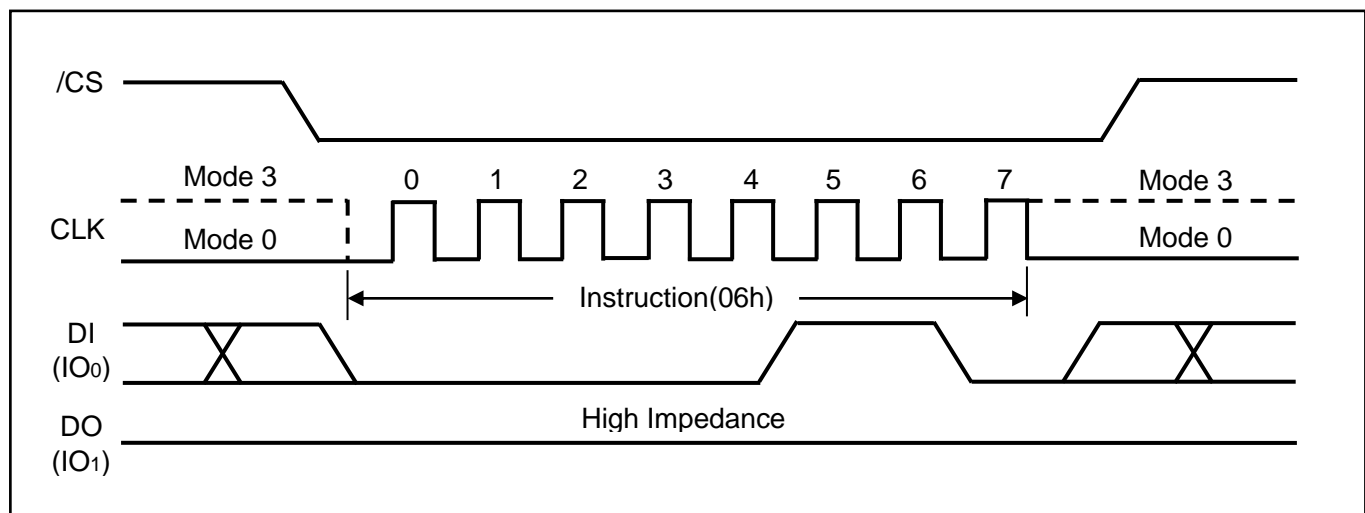 /CS
Mode 3 0 1 2 3 4 5 6 7 Mode 3
CLK
Mode 0 Mode 0
Instruction(06h)
DI
(IO0)
High Impedance
DO
(IO1)